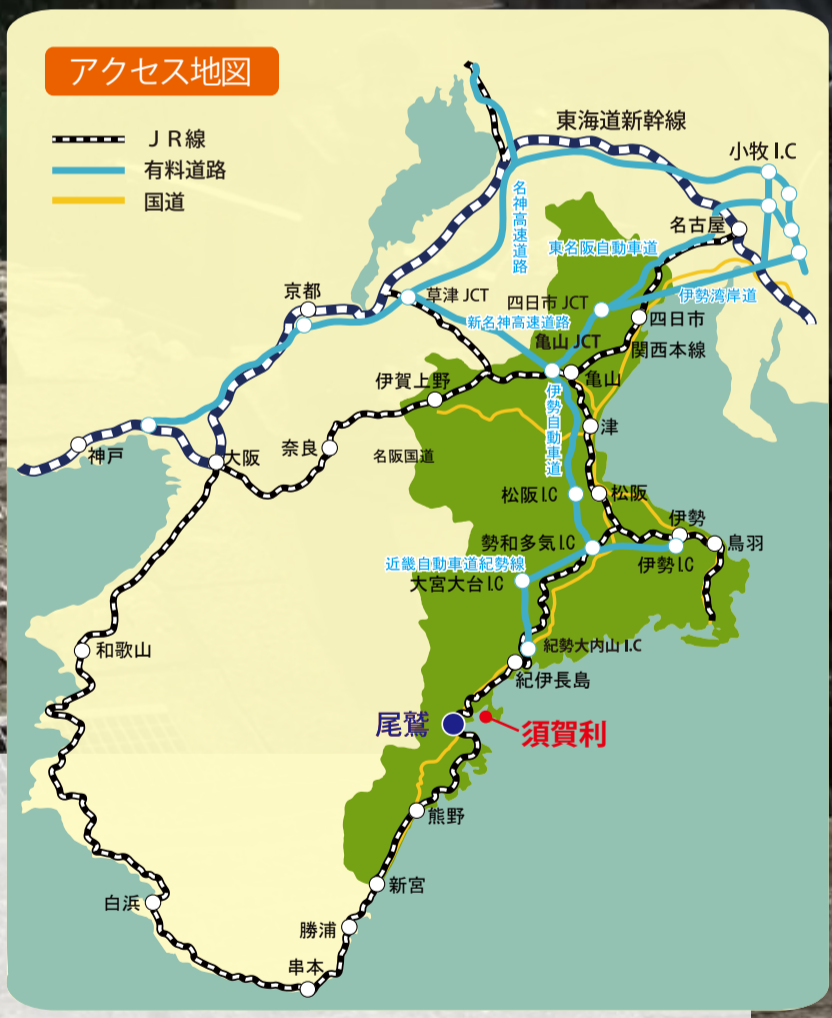 アクセス地図
ＪＲ線
有料道路
国道
東海道新幹線
小牧 I.C
名神高速道路
名古屋
東名阪自動車道
京都
草津 JCT
四日市 JCT
伊勢湾岸道
新名神高速道路
四日市
亀山 JCT
関西本線
伊賀上野
亀山
伊勢自動車道
神戸
大阪
奈良
名阪国道
津
松阪 I.C
松阪
伊勢
勢和多気 I.C
鳥羽
近畿自動車道紀勢線
伊勢 I.C
大宮大台 I.C
和歌山
紀勢大内山 I.C
紀伊長島
尾鷲
須賀利
熊野
新宮
白浜
勝浦
串本